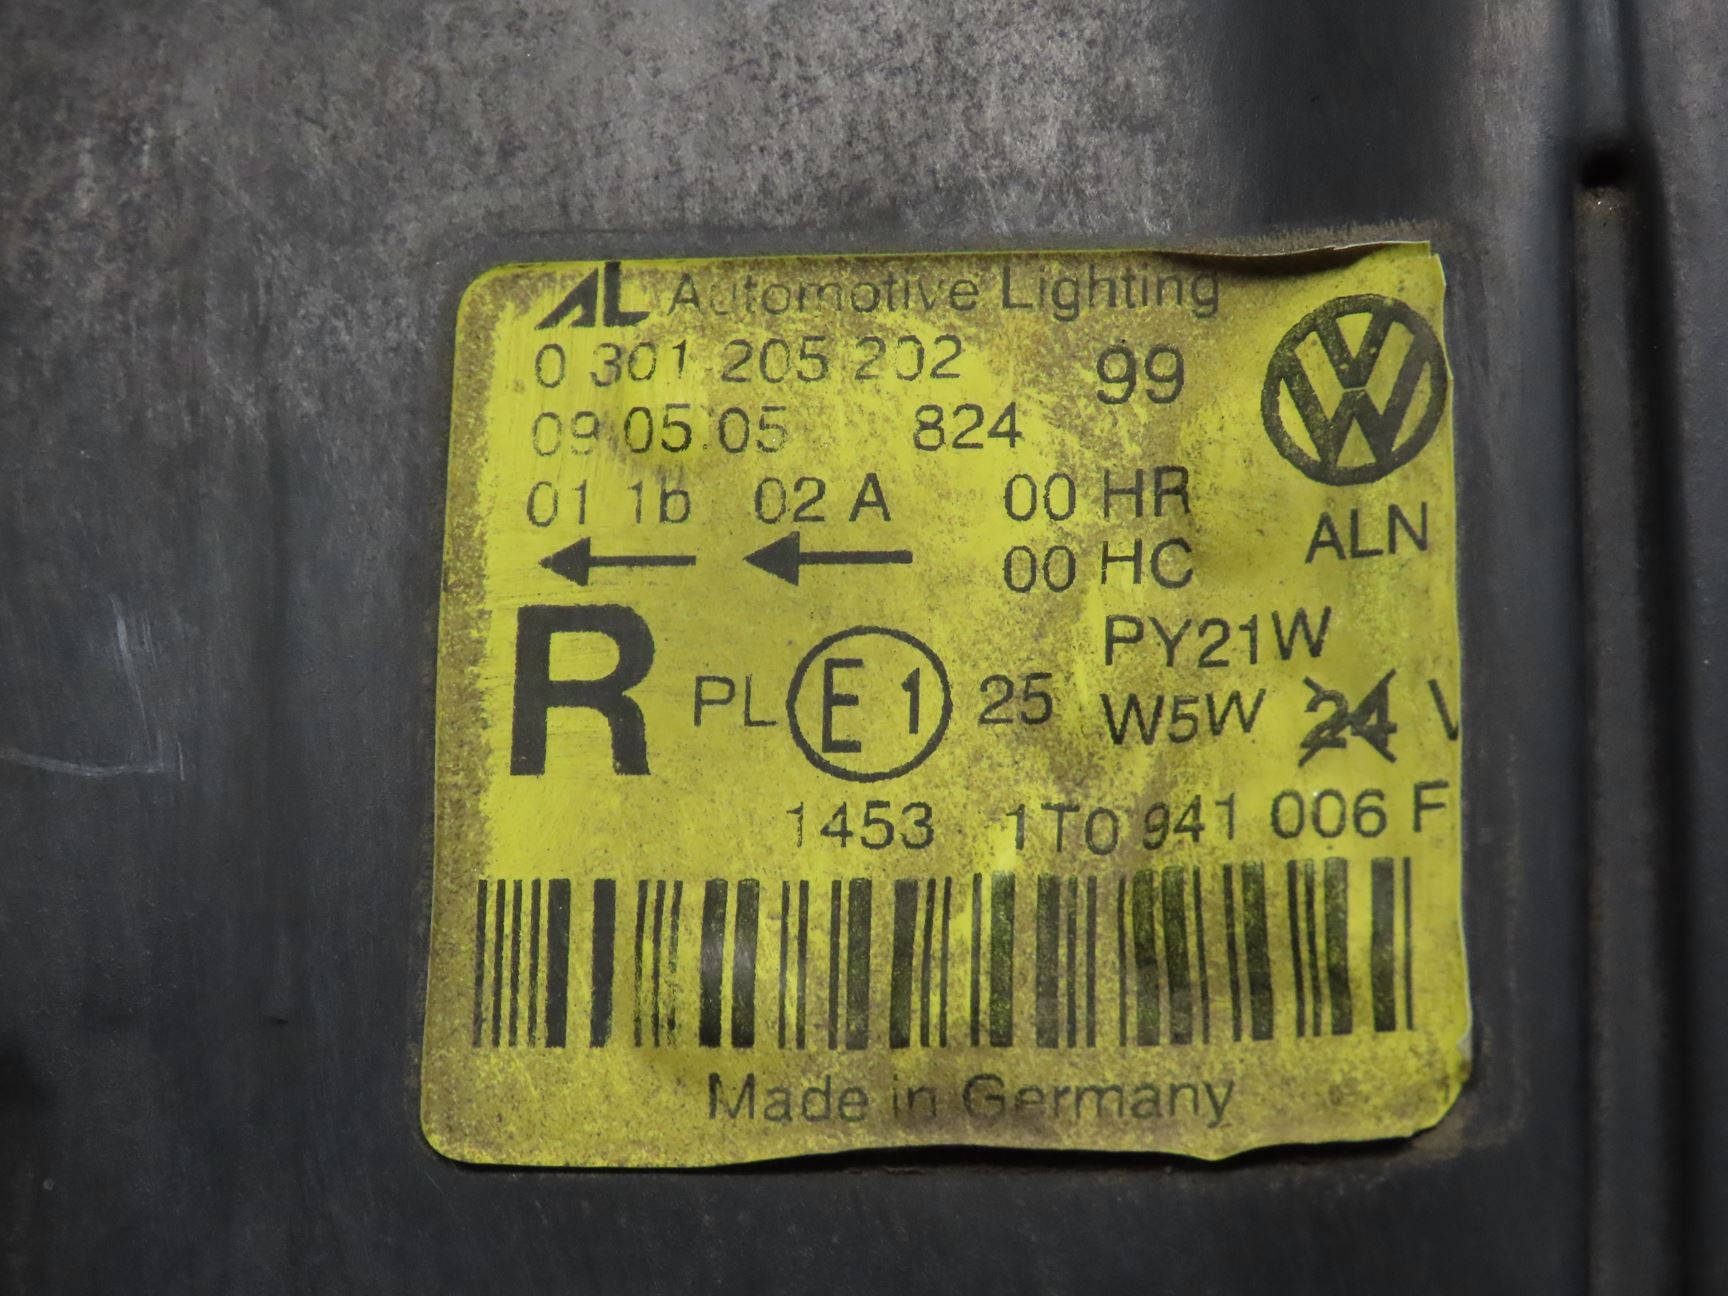 AL Automotive Lighting
0 301 205 202 99
09.05.05 824
01 1b 02 A 00 HR
00 HC ALN
PY21W
R PL E1 25 W5W 24 V
1453 1T0 941 006 F
Made in Germany